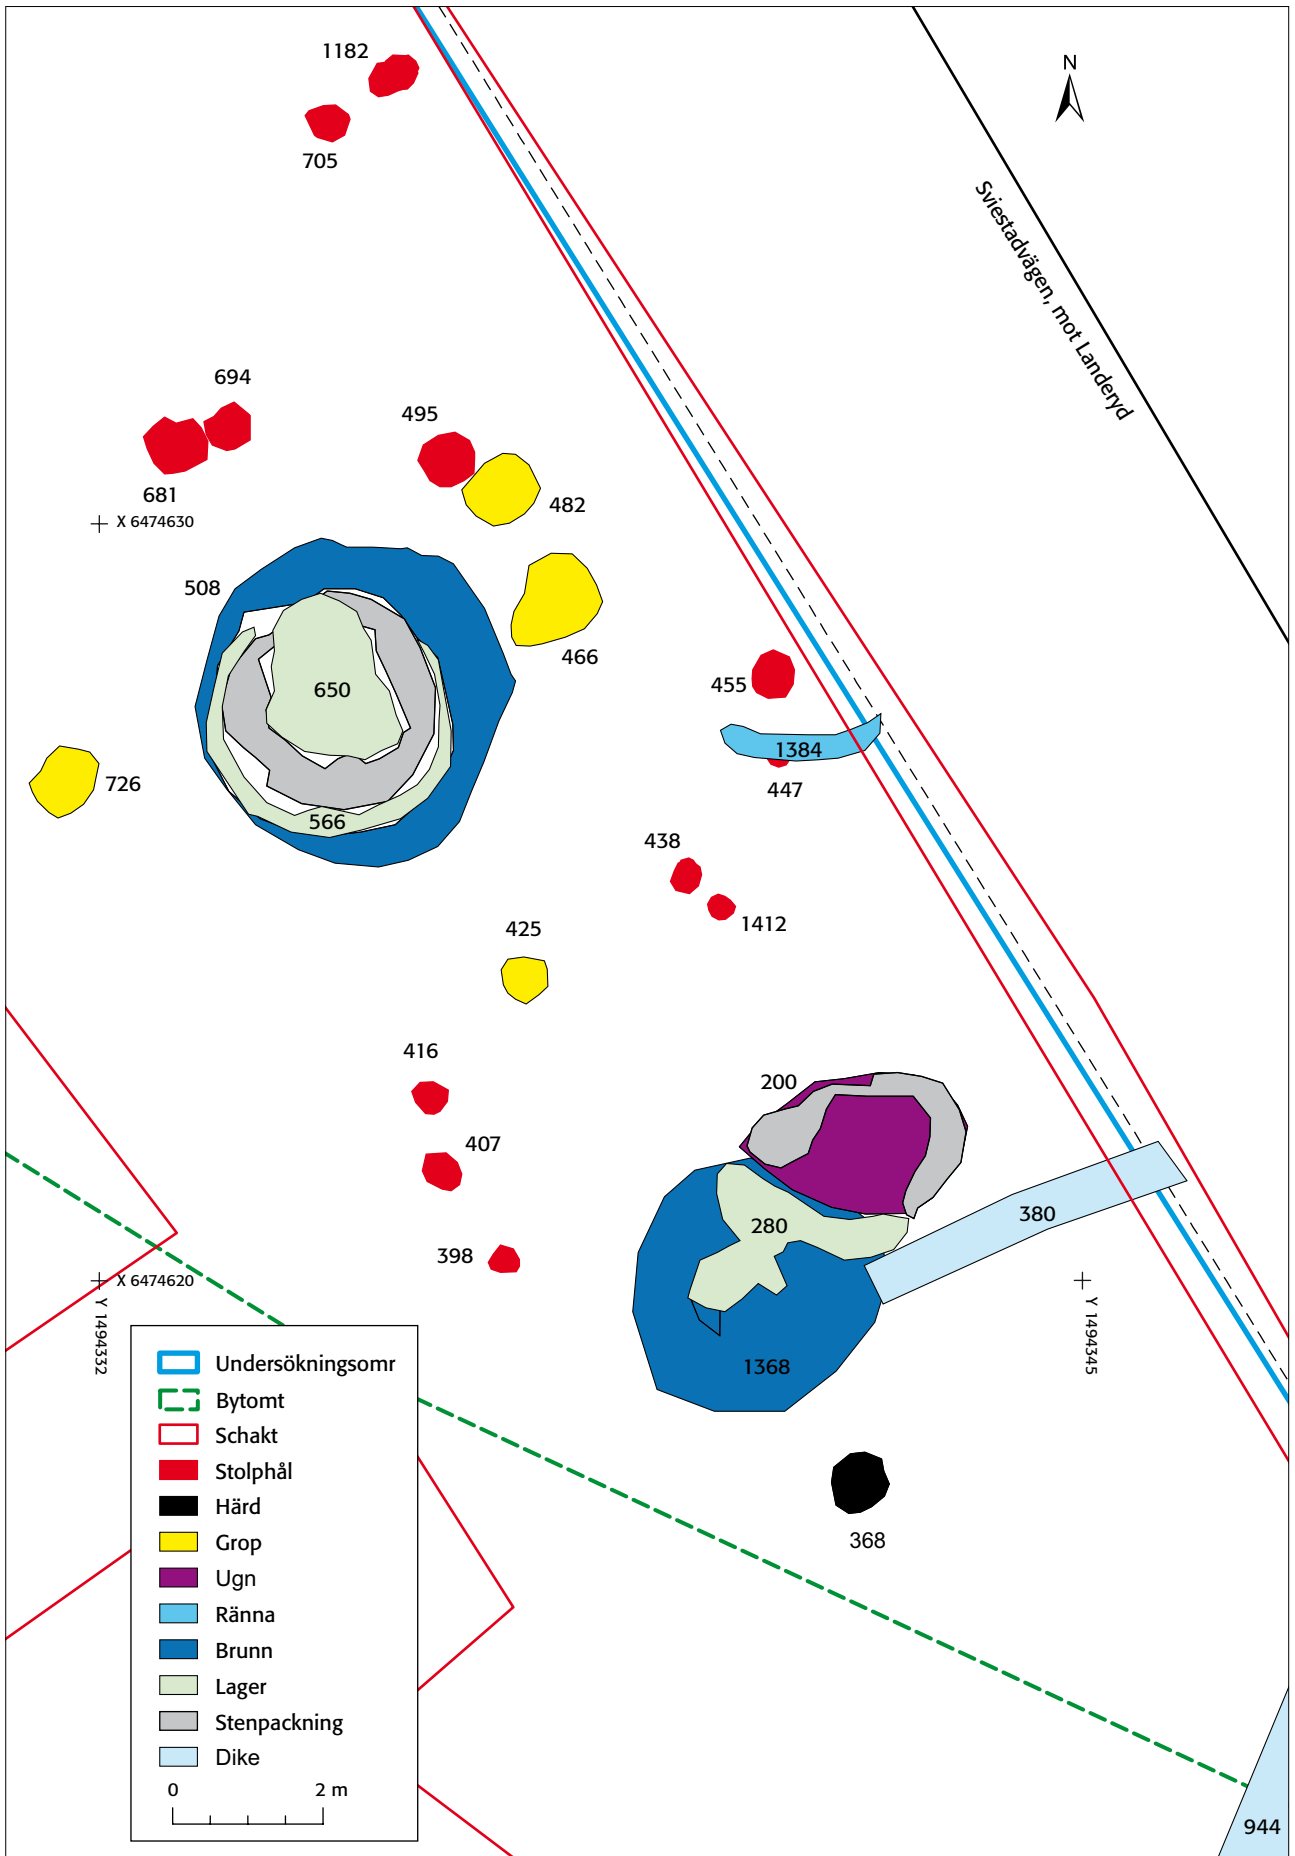 1182
N
705
Sviestadvägen, mot Landeryd
694
495
681
482
X 6474630
508
466
650
455
1384
726
447
566
438
1412
425
416
200
407
380
280
398
X 6474620
Y 1494332
Y 1494345
1368
368
944
Undersökningsomr
Bytomt
Schakt
Stolphål
Härd
Grop
Ugn
Ränna
Brunn
Lager
Stenpackning
Dike
0 2 m